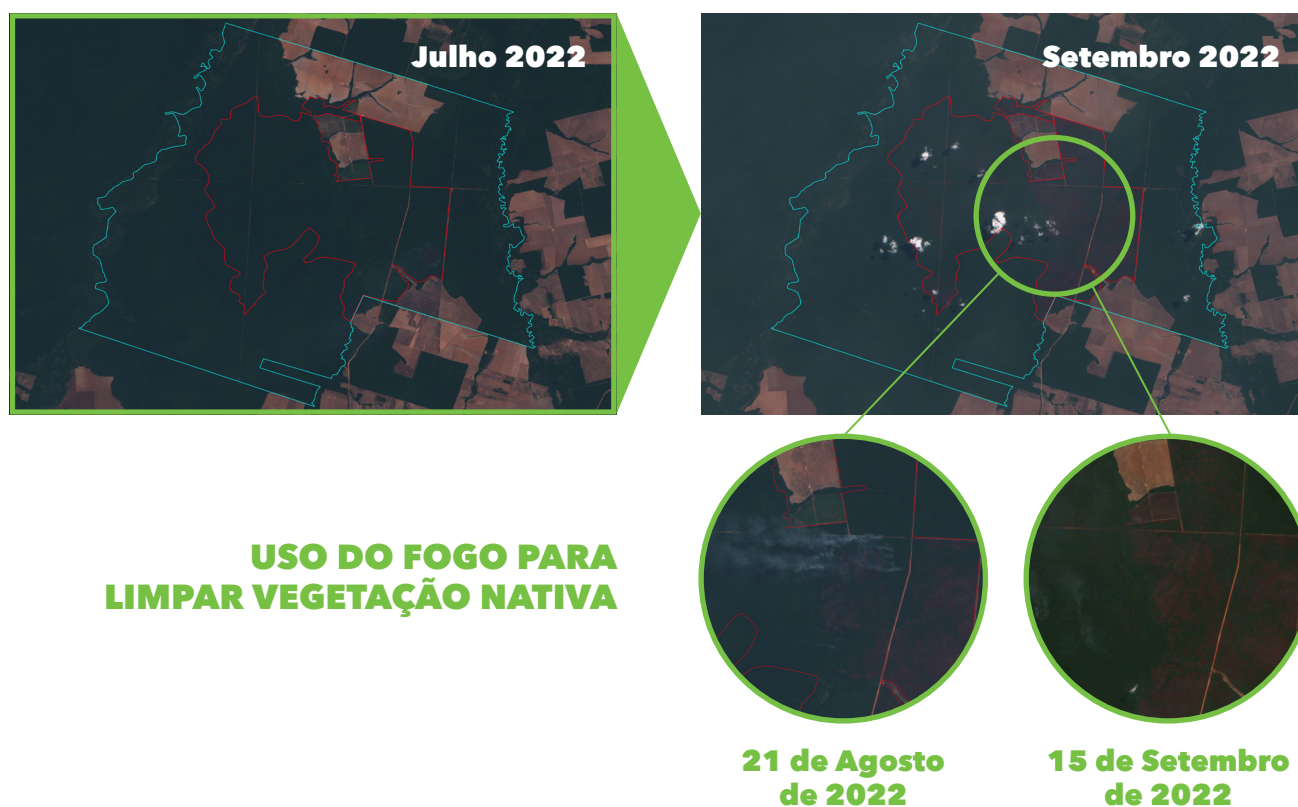 Julho 2022
Setembro 2022
USO DO FOGO PARA
LIMPAR VEGETAÇÃO NATIVA
21 de Agosto
de 2022
15 de Setembro
de 2022